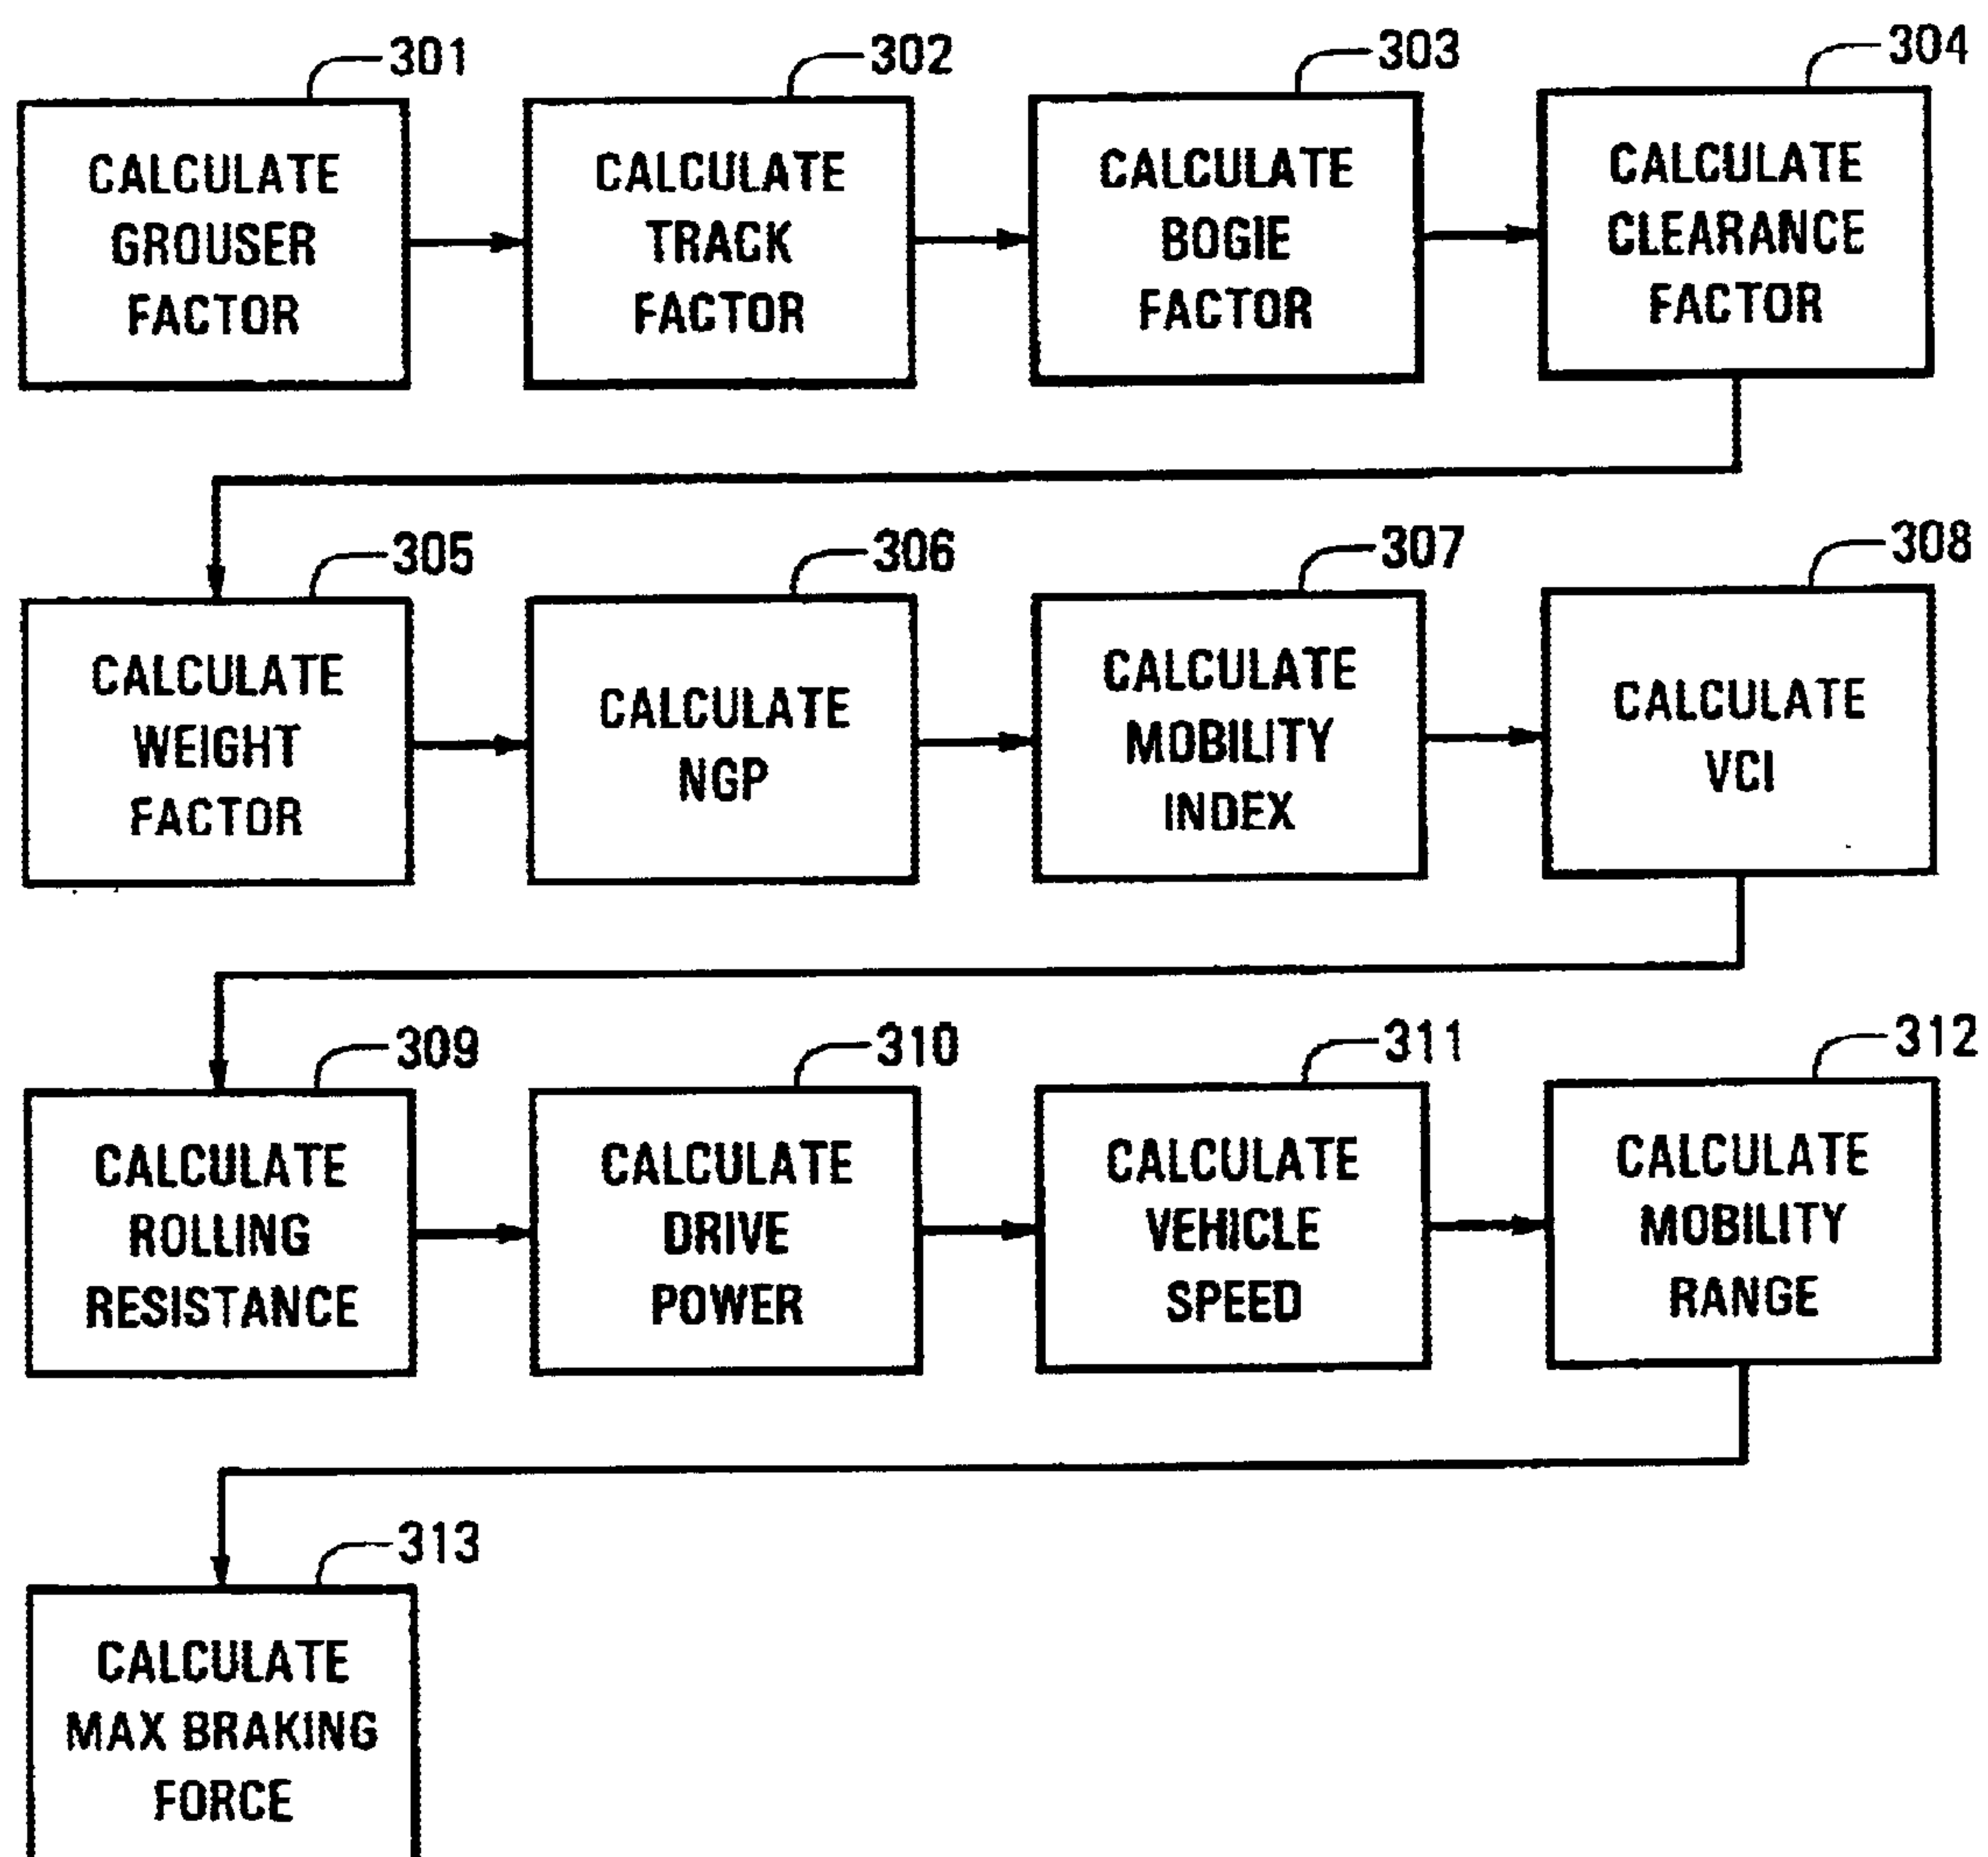 301
CALCULATE
GROUSER
FACTOR
302
CALCULATE
TRACK
FACTOR
303
CALCULATE
BOGIE
FACTOR
304
CALCULATE
CLEARANCE
FACTOR
305
CALCULATE
WEIGHT
FACTOR
306
CALCULATE
NGP
307
CALCULATE
MOBILITY
INDEX
308
CALCULATE
VCI
309
CALCULATE
ROLLING
RESISTANCE
310
CALCULATE
DRIVE
POWER
311
CALCULATE
VEHICLE
SPEED
312
CALCULATE
MOBILITY
RANGE
313
CALCULATE
MAX BRAKING
FORCE